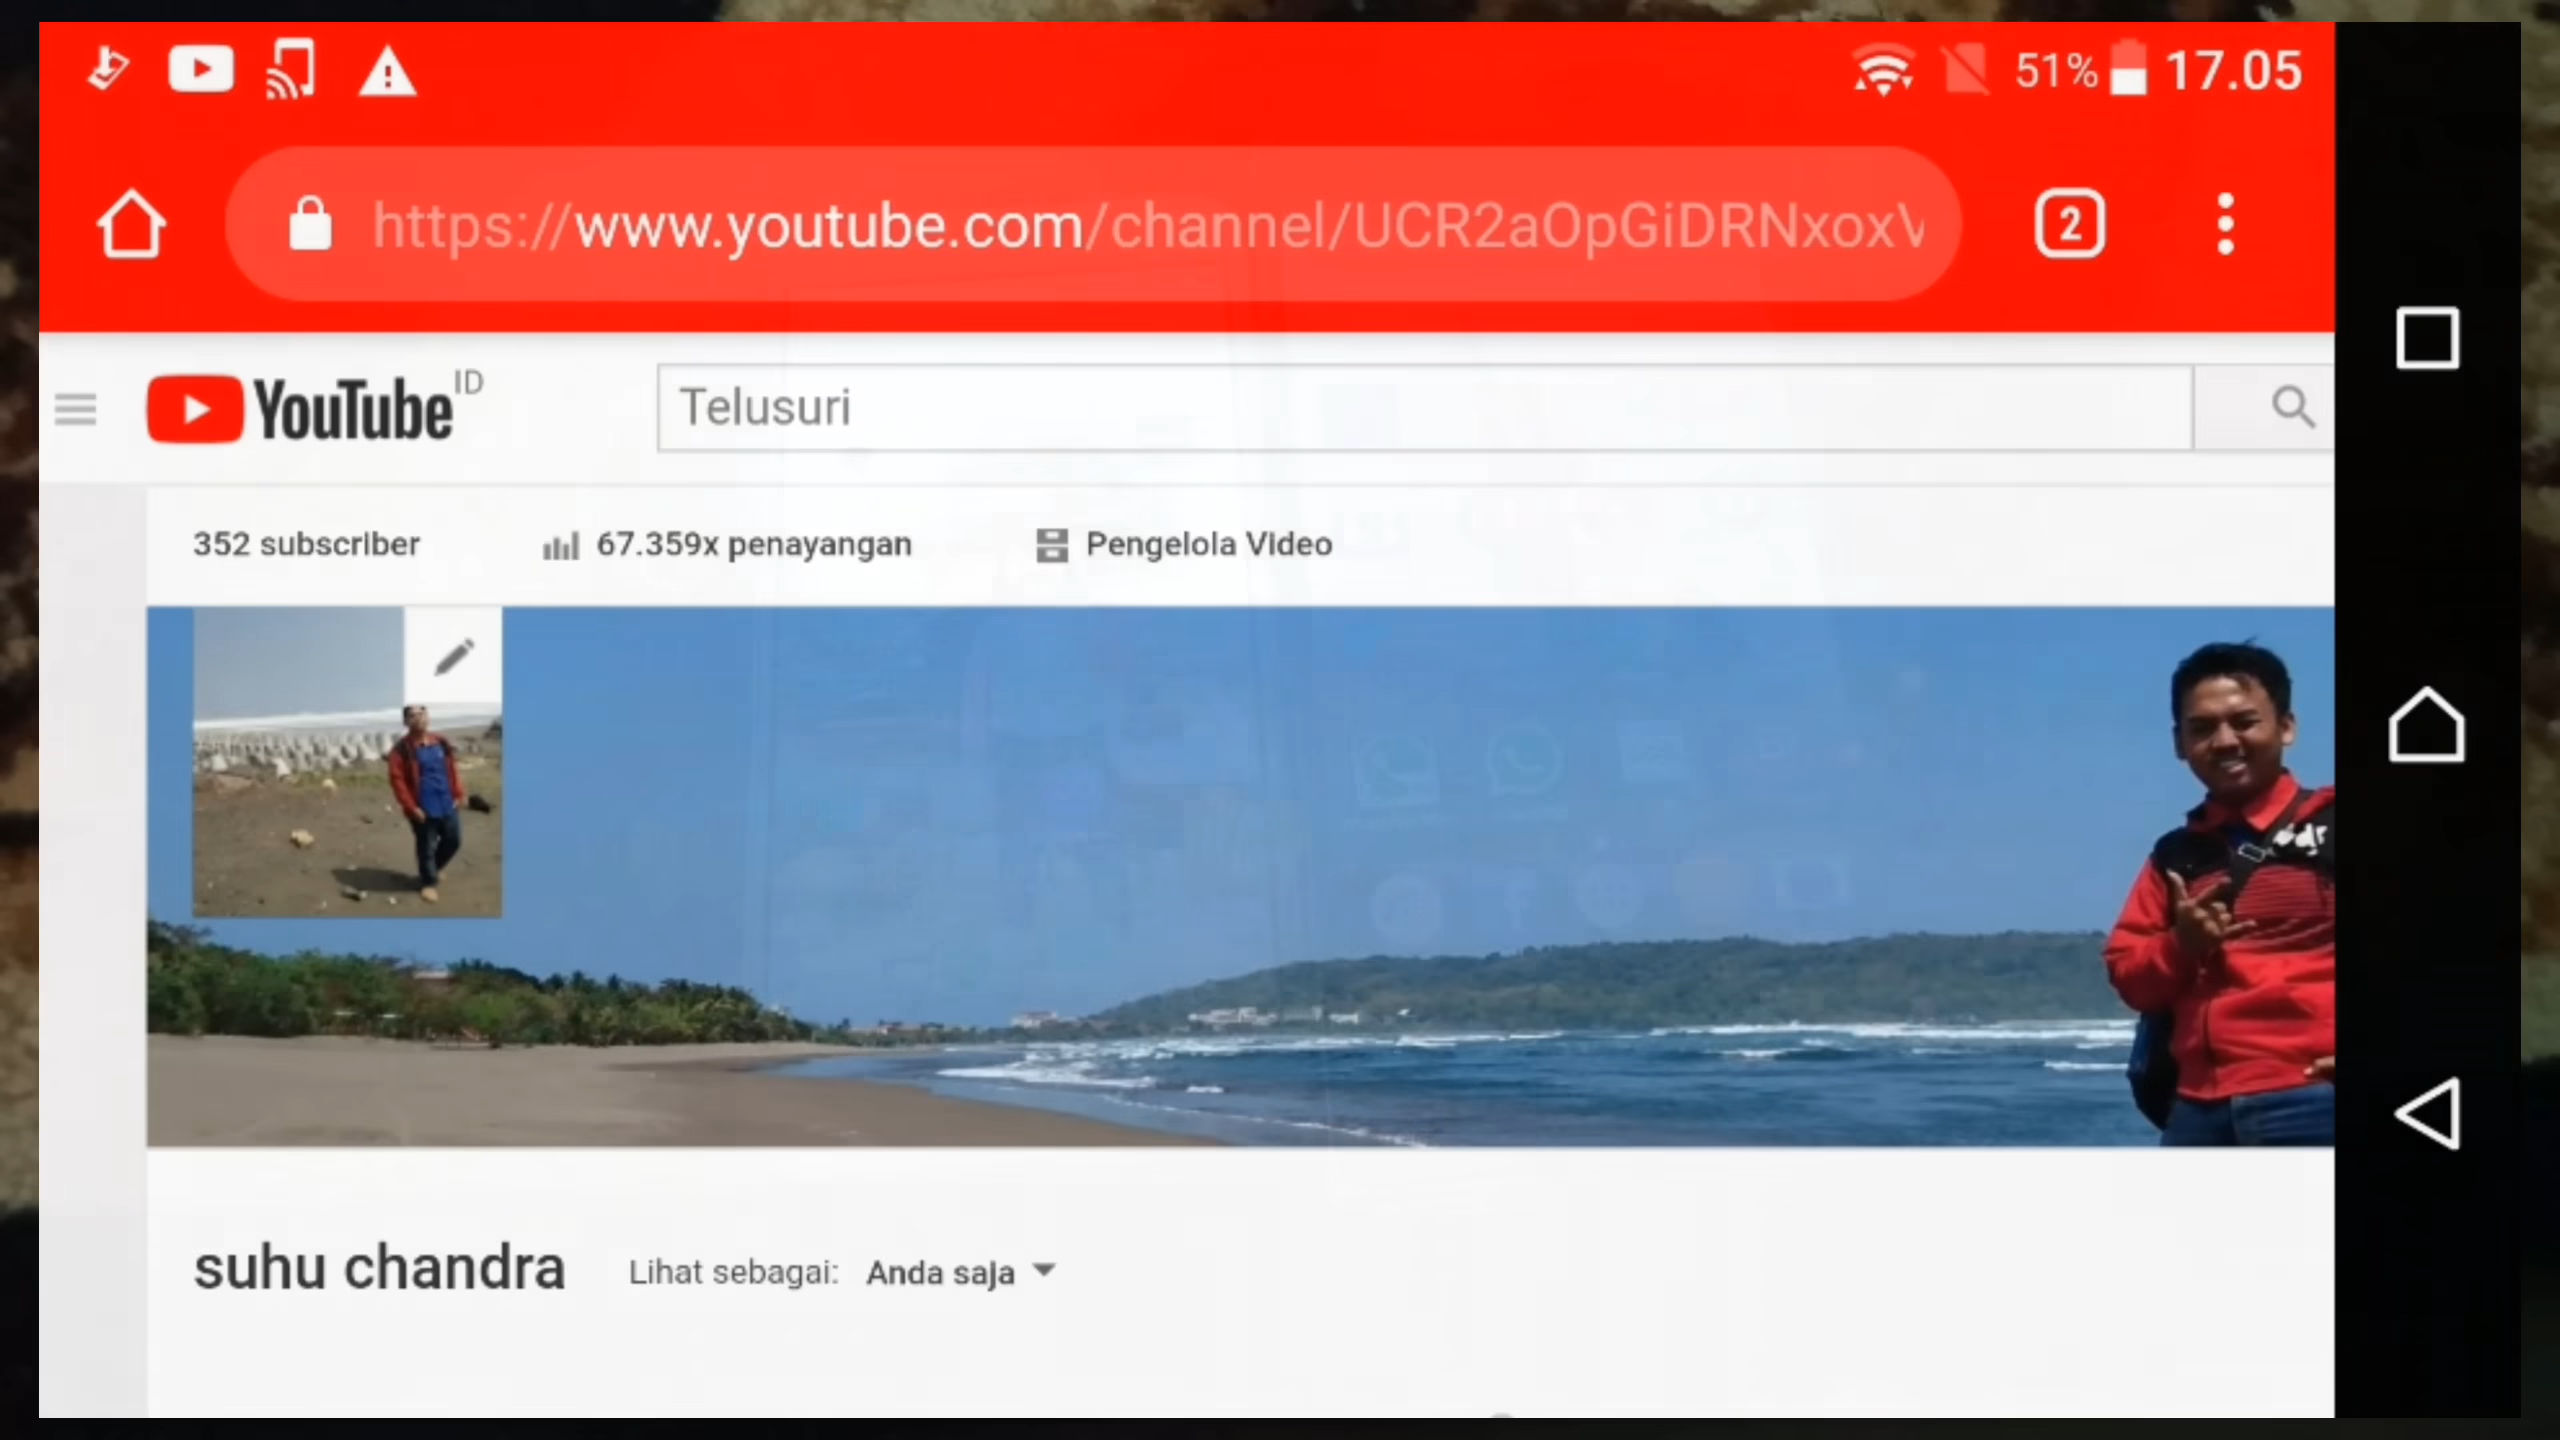 51% 17.05
https://www.youtube.com/channel/UCR2aOpGiDRNxoxV
2
YouTube ID
Telusuri
352 subscriber 67.359x penayangan Pengelola Video
suhu chandra Lihat sebagai: Anda saja